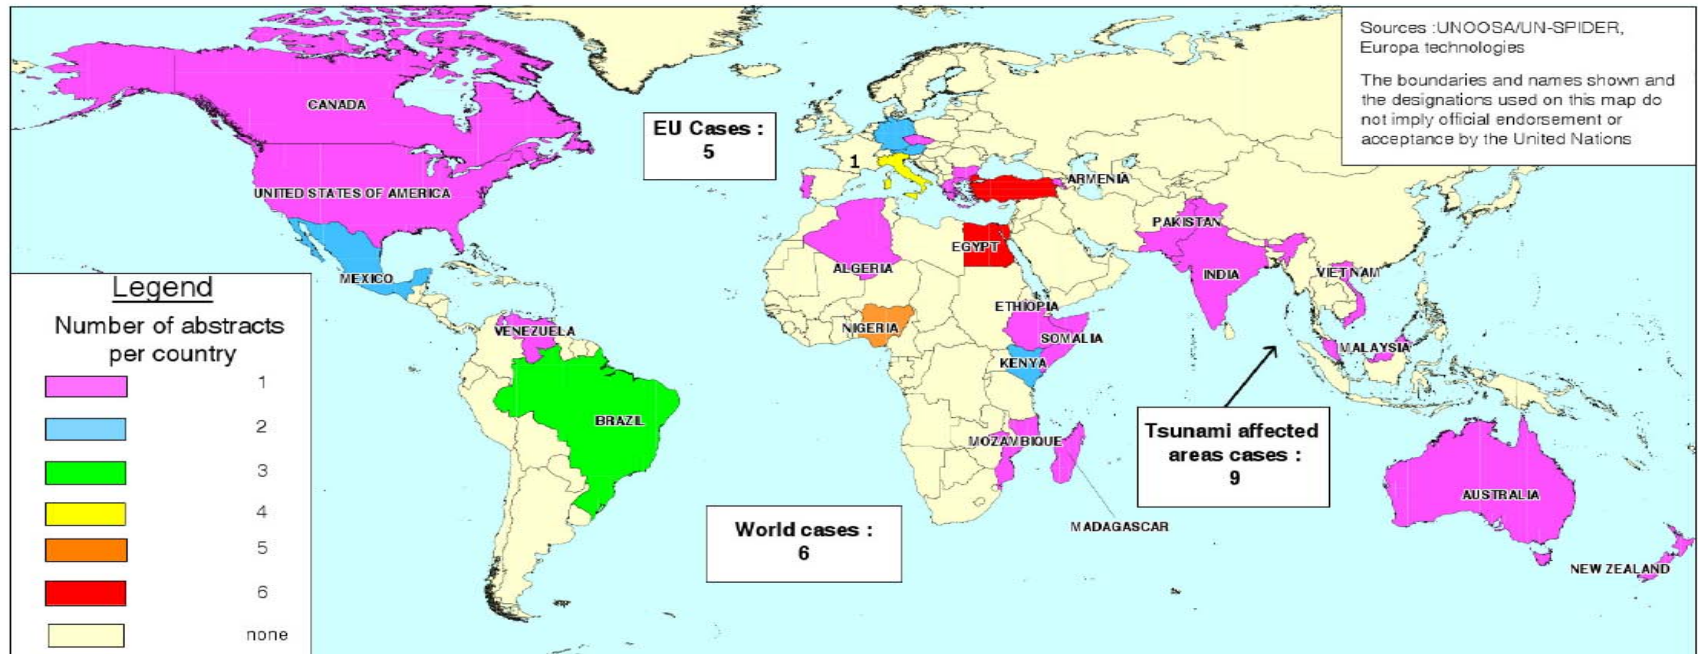 Sources :UNOOSA/UN-SPIDER,
Europa technologies
The boundaries and names shown and
the designations used on this map do
not imply official endorsement or
acceptance by the United Nations
CANADA
EU Cases :
5
1
UNITED STATES OF AMERICA
ARMENIA
PAKISTAN
EGYPT
ALGERIA
INDIA
VIETNAM
MEXICO
ETHIOPIA
VENEZUELA
NIGERIA
SOMALIA
MALAYSIA
KENYA
BRAZIL
MOZAMBIQUE
Tsunami affected
areas cases :
9
AUSTRALIA
MADAGASCAR
World cases :
6
NEW ZEALAND
Legend
Number of abstracts
per country
1
2
3
4
5
6
none